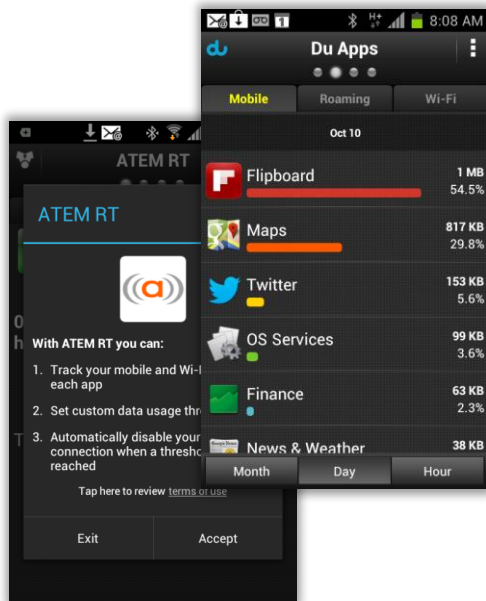 8:08 AM
du
Du Apps
Mobile
Roaming
Wi-Fi
Oct 10
Flipboard
1 MB
54.5%
Maps
817 KB
29.8%
Twitter
153 KB
5.6%
OS Services
99 KB
3.6%
Finance
63 KB
2.3%
News & Weather
38 KB
Month
Day
Hour
ATEM RT
ATEM RT
(a)
With ATEM RT you can:
1. Track your mobile and Wi-
each app
2. Set custom data usage
3. Automatically disable your
connection when a
reached
Tap here to review terms of use
Exit
Accept